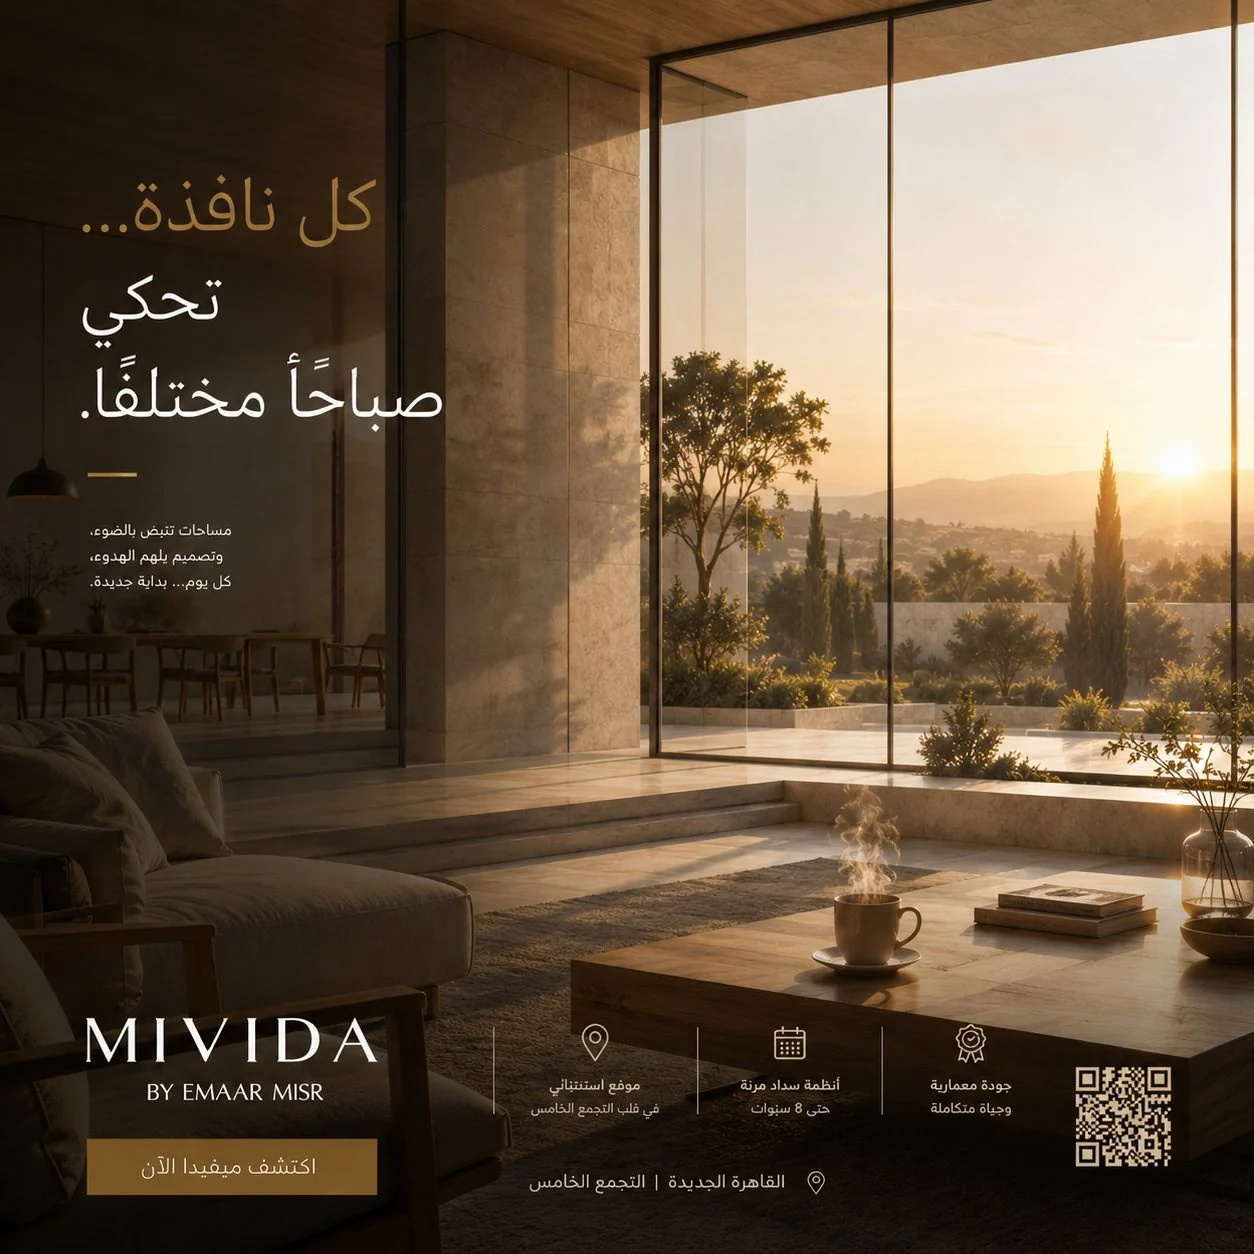 كل نافذة...
تحكي
صباحًأ مختلفًا.
مساحات تنبض بالضوء،
وتصميم يلهم الهدوء،
كل يوم... بداية جديدة.
MIVIDA
BY EMAAR MISR
اكتشف ميفيدا الآن
جودة معمارية
وحياة متكاملة
أنظمة سداد مرنة
حتى 8 سنوات
موقع استثنائي
في قلب التجمع الخامس
القاهرة الجديدة | التجمع الخامس